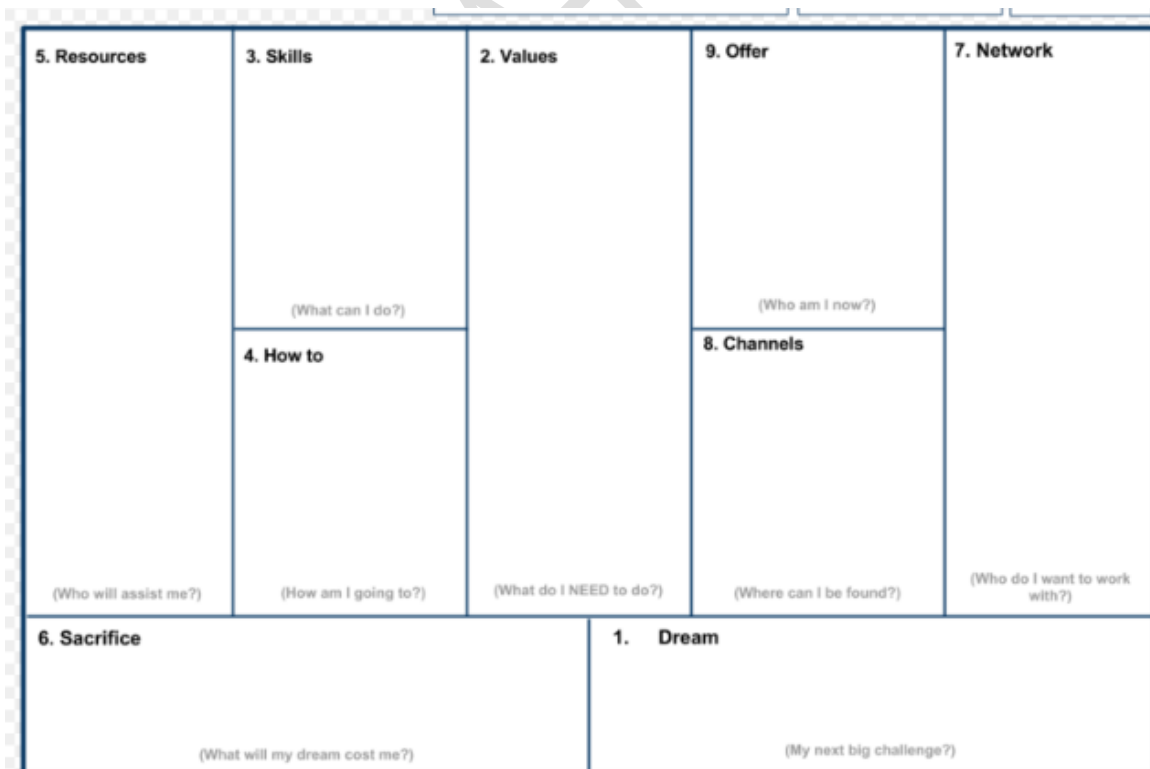 5. Resources
(Who will assist me?)
3. Skills
(What can I do?)
4. How to
(How am I going to?)
2. Values
(What do I NEED to do?)
9. Offer
(Who am I now?)
8. Channels
(Where can I be found?)
7. Network
(Who do I want to work
with?)
6. Sacrifice
(What will my dream cost me?)
1. Dream
(My next big challenge?)